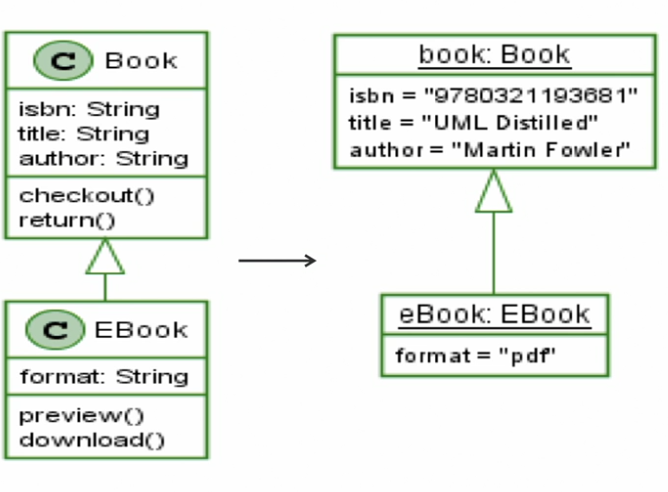 C Book
isbn: String
title: String
author: String
checkout()
return()
C EBook
format: String
preview()
download()
book: Book
isbn = "9780321193681"
title = "UML Distilled"
author = "Martin Fowler"
eBook: EBook
format = "pdf"